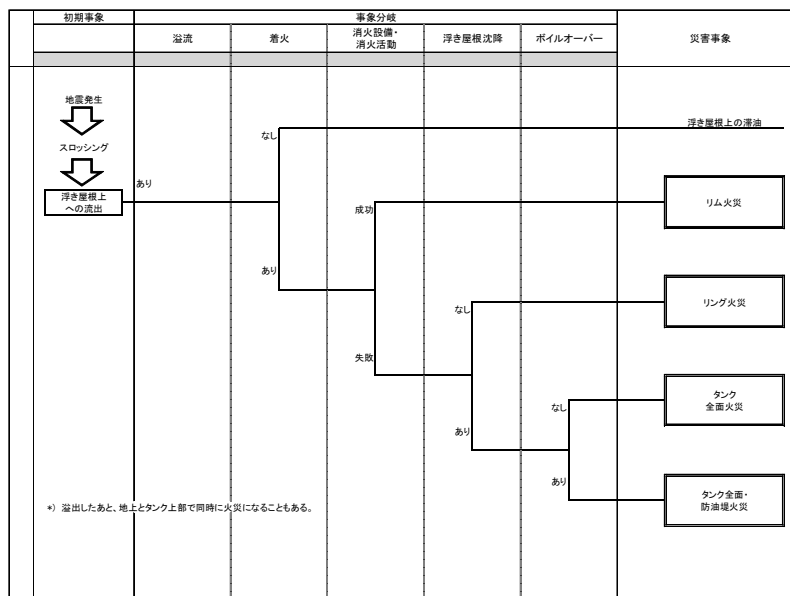 初期事象
事象分岐
溢流
着火
消火設備・
消火活動
浮き屋根沈降
ボイルオーバー
災害事象
地震発生
スロッシング
浮き屋根上
への流出
あり
なし
浮き屋根上の滞油
成功
リム火災
あり
なし
リング火災
失敗
なし
タンク
全面火災
あり
あり
タンク全面・
防油堤火災
*) 溢出したあと、地上とタンク上部で同時に火災になることもある。